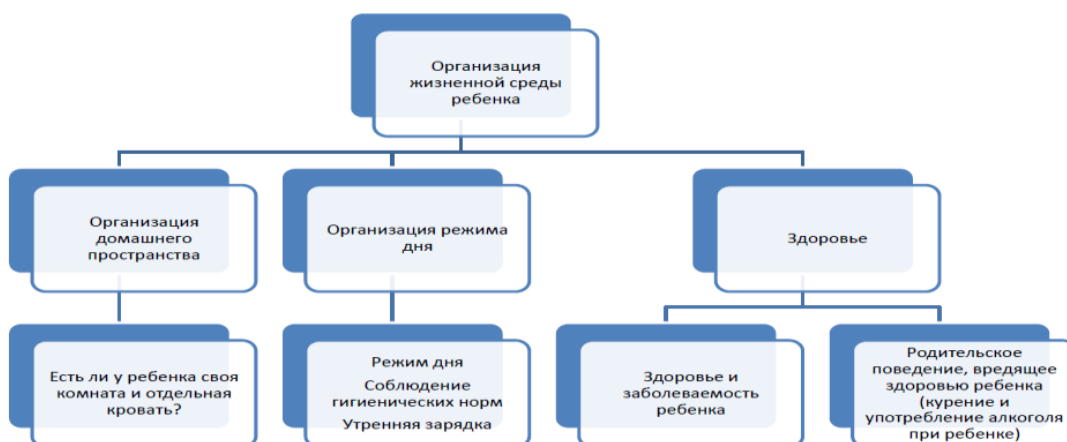 Организация
жизненной среды
ребенка
Организация
домашнего
пространства
Организация режима
дня
Здоровье
Есть ли у ребенка своя
комната и отдельная
кровать?
Режим дня
Соблюдение
гигиенических норм
Утренняя зарядка
Здоровье и
заболеваемость
ребенка
Родительское
поведение, вредящее
здоровью ребенка
(курение и
употребление алкоголя
при ребенке)